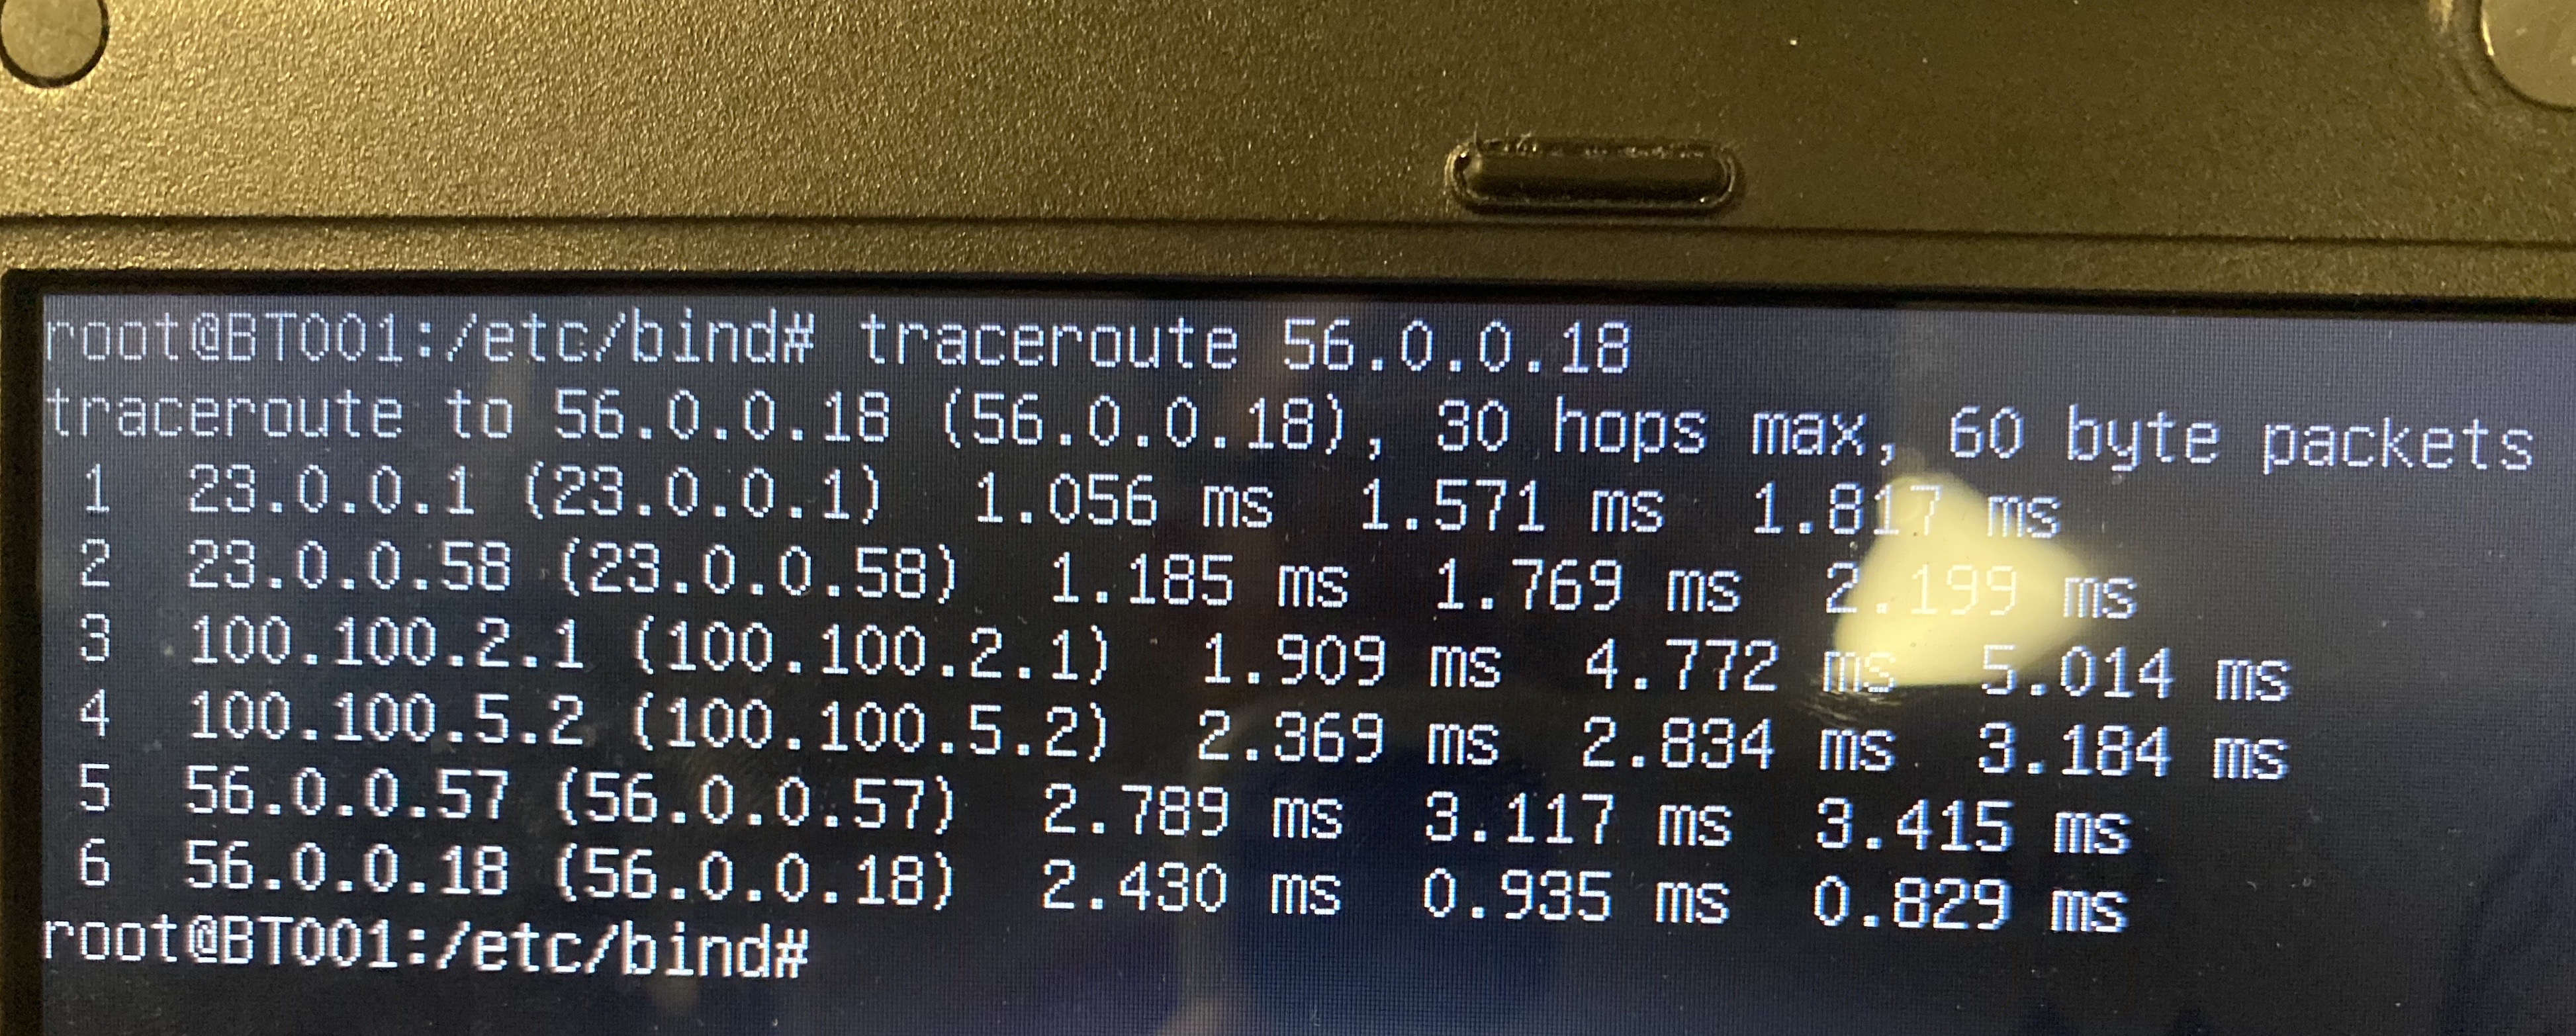 root@BT001:/etc/bind# traceroute 56.0.0.18
traceroute to 56.0.0.18 (56.0.0.18), 30 hops max, 60 byte packets
1 23.0.0.1 (23.0.0.1) 1.056 ms 1.571 ms 1.817 ms
2 23.0.0.58 (23.0.0.58) 1.185 ms 1.769 ms 2.199 ms
3 100.100.2.1 (100.100.2.1) 1.909 ms 4.772 ms 5.014 ms
4 100.100.5.2 (100.100.5.2) 2.369 ms 2.834 ms 3.184 ms
5 56.0.0.57 (56.0.0.57) 2.789 ms 3.117 ms 3.415 ms
6 56.0.0.18 (56.0.0.18) 2.430 ms 0.935 ms 0.829 ms
root@BT001:/etc/bind#